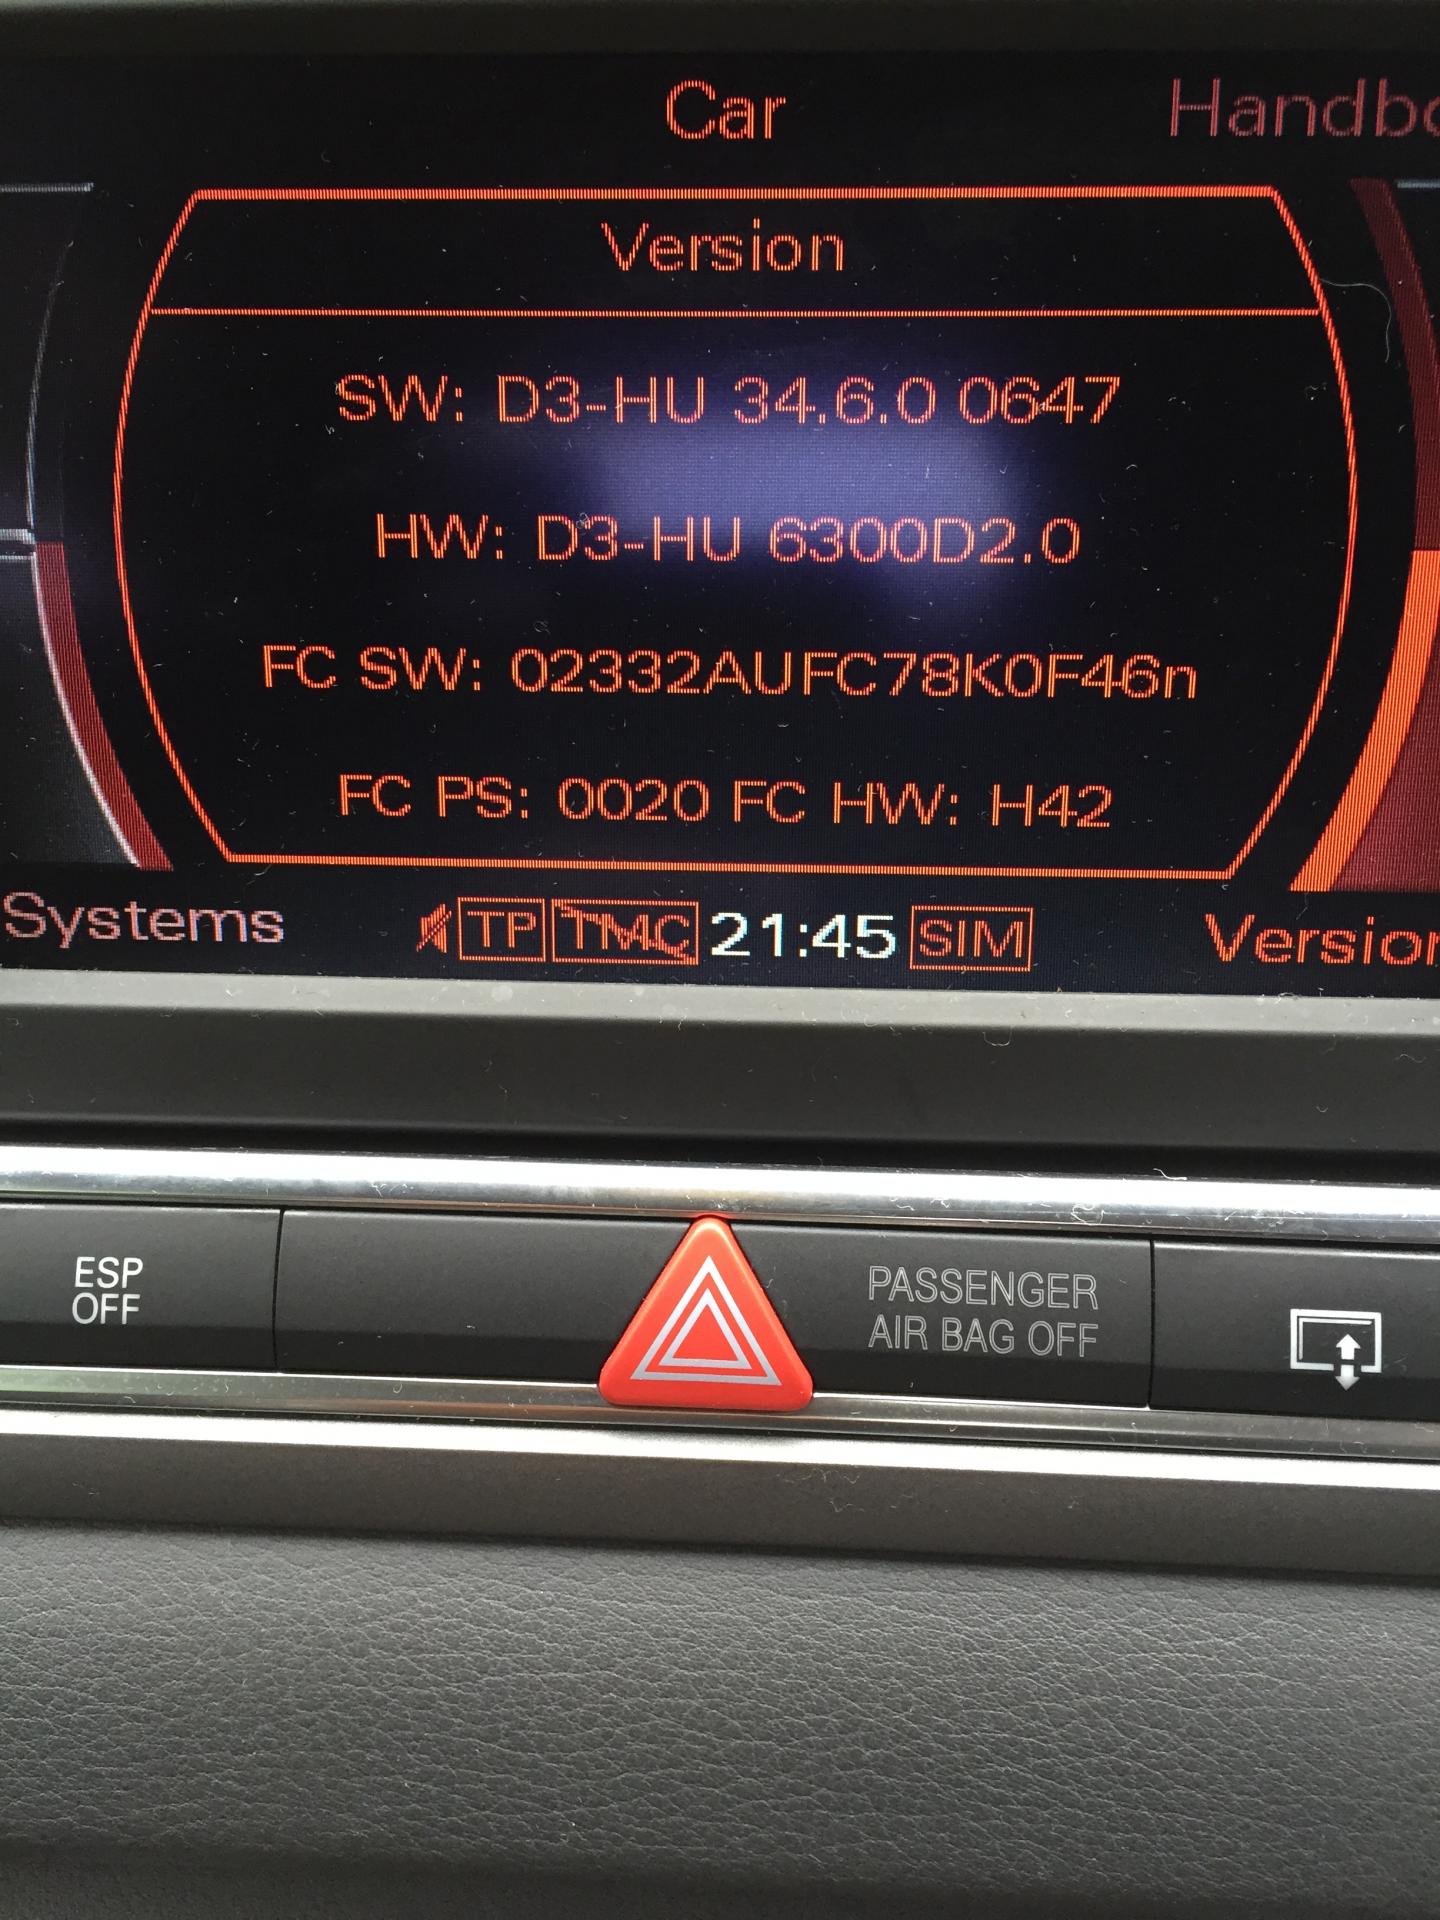 Car
Handbo
Version
SW: D3-HU 34.6.0 0647
HW: D3-HU 6300D2.0
FC SW: 02332AUFC78K0F46n
FC PS: 0020 FC HW: H42
Systems
TP TMC 21:45 SIM
Version
ESP
OFF
PASSENGER
AIR BAG OFF